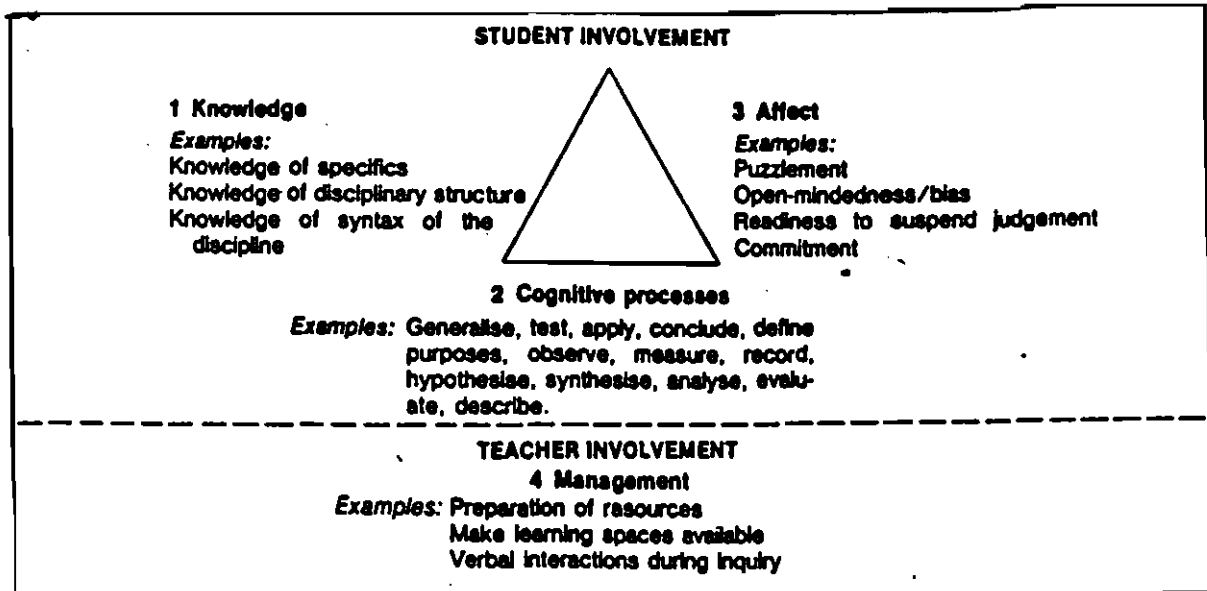 STUDENT INVOLVEMENT
1 Knowledge
Examples:
Knowledge of specifics
Knowledge of disciplinary structure
Knowledge of syntax of the
discipline
3 Affect
Examples:
Puzzlement
Open-mindedness/bias
Readiness to suspend judgement
Commitment
2 Cognitive processes
Examples: Generalise, test, apply, conclude, define
purposes, observe, measure, record,
hypothesise, synthesise, analyse, evalu-
ate, describe.
TEACHER INVOLVEMENT
4 Management
Examples: Preparation of resources
Make learning spaces available
Verbal interactions during inquiry